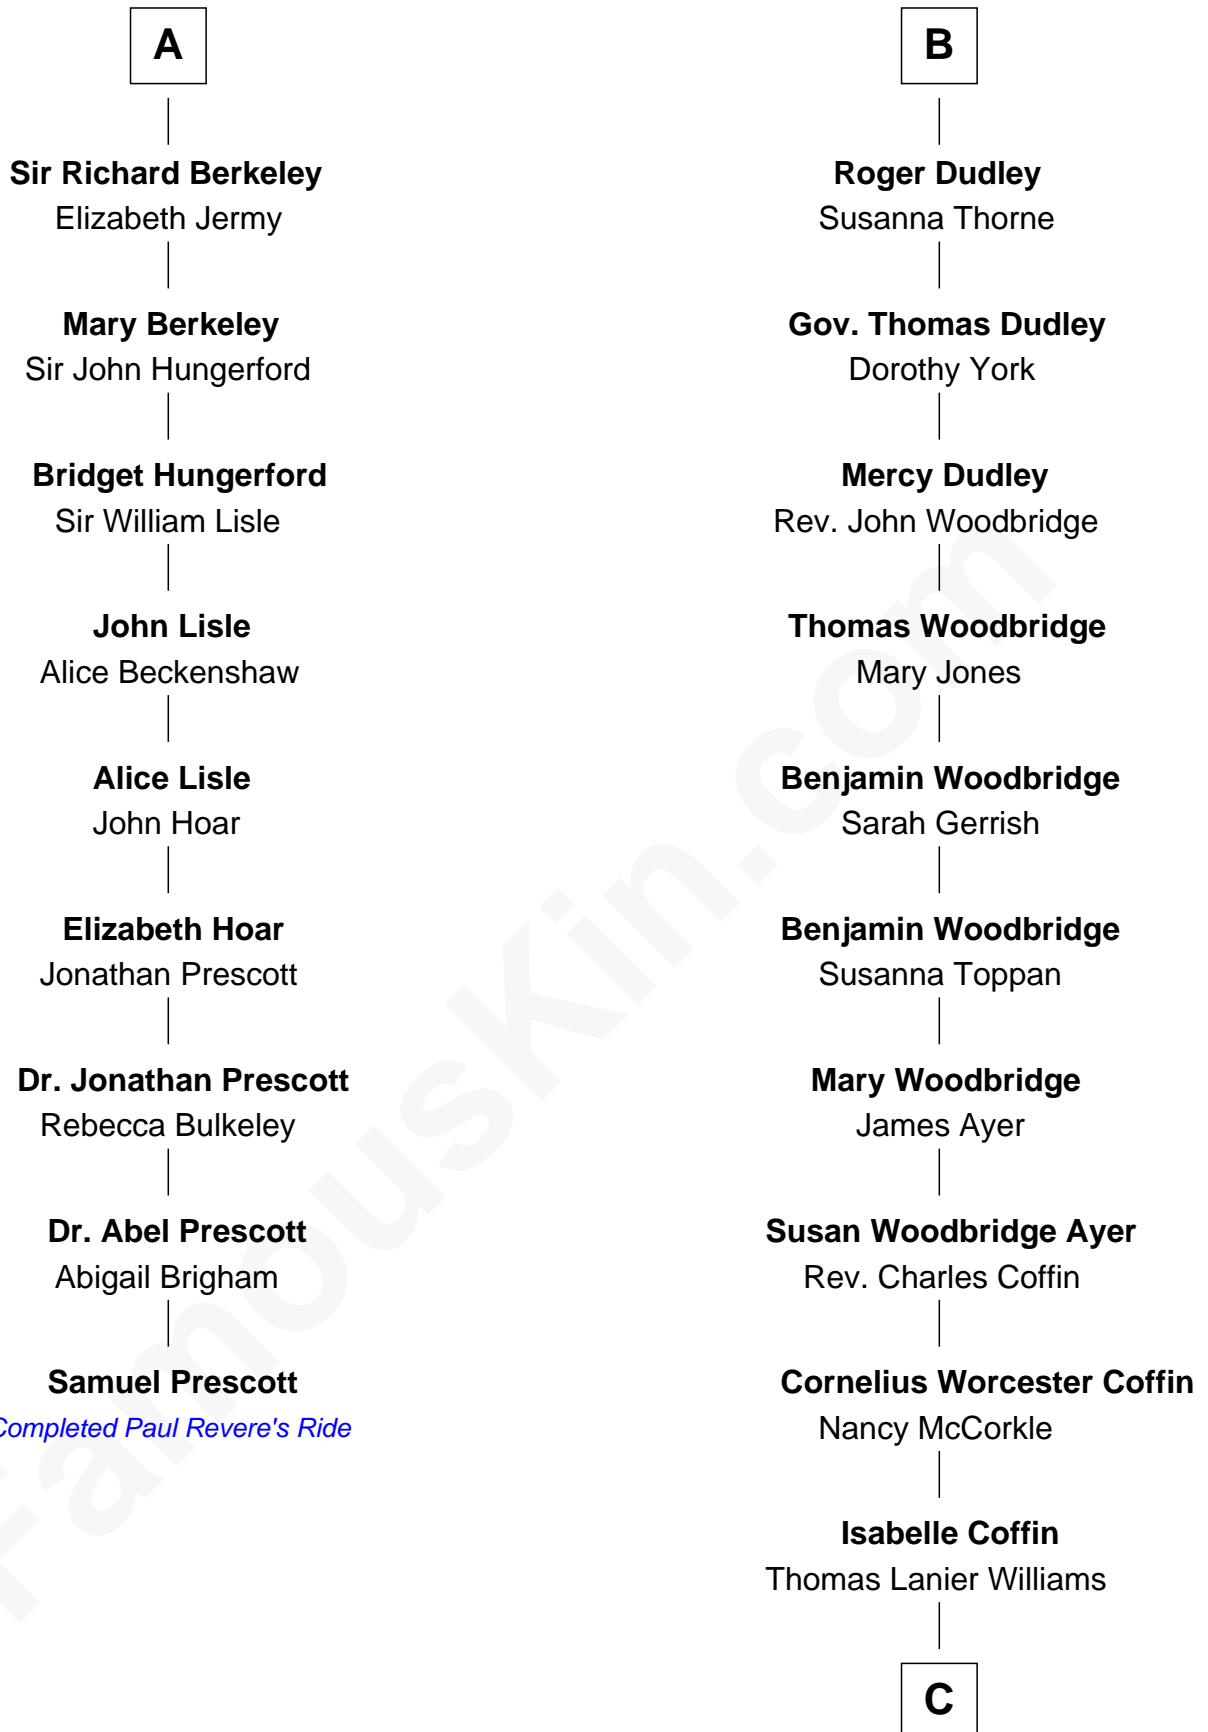 A
Sir Richard Berkeley
Elizabeth Jermy
Mary Berkeley
Sir John Hungerford
Bridget Hungerford
Sir William Lisle
John Lisle
Alice Beckenshaw
Alice Lisle
John Hoar
Elizabeth Hoar
Jonathan Prescott
Dr. Jonathan Prescott
Rebecca Bulkeley
Dr. Abel Prescott
Abigail Brigham
Samuel Prescott
Completed Paul Revere's Ride
B
Roger Dudley
Susanna Thorne
Gov. Thomas Dudley
Dorothy York
Mercy Dudley
Rev. John Woodbridge
Thomas Woodbridge
Mary Jones
Benjamin Woodbridge
Sarah Gerrish
Benjamin Woodbridge
Susanna Toppan
Mary Woodbridge
James Ayer
Susan Woodbridge Ayer
Rev. Charles Coffin
Cornelius Worcester Coffin
Nancy McCorkle
Isabelle Coffin
Thomas Lanier Williams
C
FamousKin.com